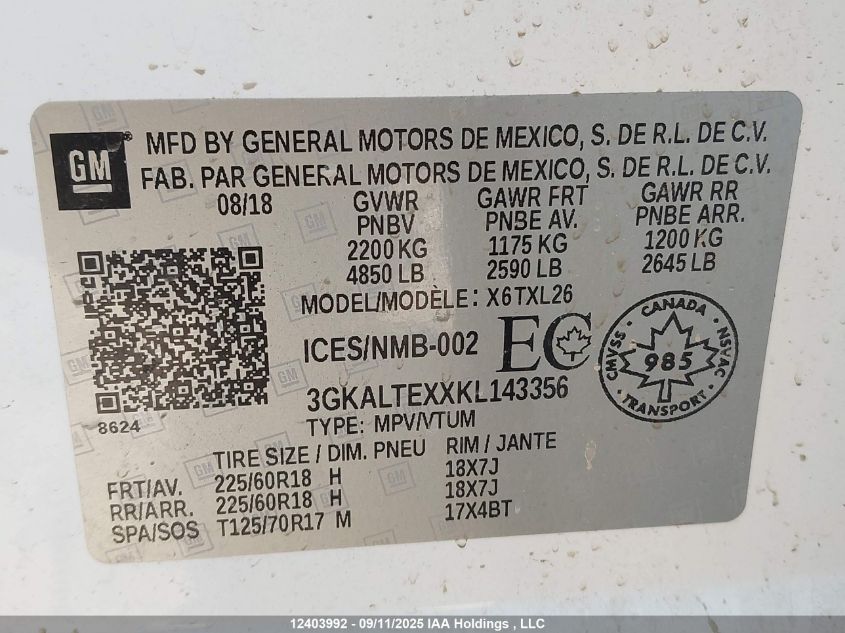 GM
MFD BY GENERAL MOTORS DE MEXICO, S. DE R.L. DE C.V.
FAB. PAR GENERAL MOTORS DE MEXICO, S. DE R.L. DE C.V.
08/18 GVWR GAWR FRT GAWR RR
PNBV PNBE AV. PNBE ARR.
2200 KG 1175 KG 1200 KG
4850 LB 2590 LB 2645 LB
MODEL/MODÈLE: X6TXL26
ICES/NMB-002 EC
CANADA
CMVSS 985 NSVAC
TRANSPORT
3GKALTEXXKL143356
8624 TYPE: MPV/VTUM
TIRE SIZE / DIM. PNEU RIM / JANTE
FRT/AV. 225/60R18 H 18X7J
RR/ARR. 225/60R18 H 18X7J
SPA/SOS T125/70R17 M 17X4BT
12403992 - 09/11/2025 IAA Holdings, LLC